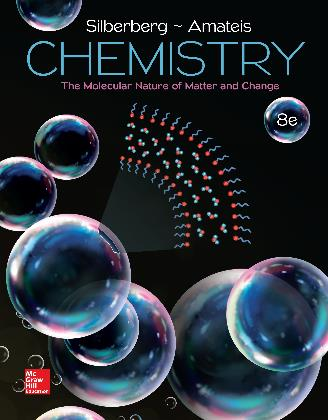 Silberberg ~ Amateis
CHEMISTRY
The Molecular Nature of Matter and Change
8e
Mc
Graw
Hill
Education